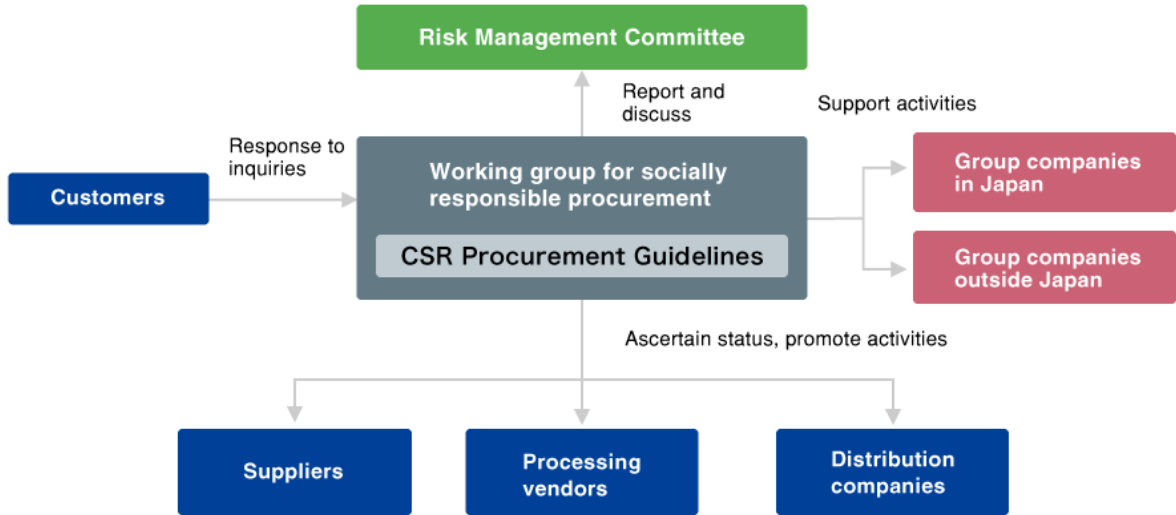 Risk Management Committee
Report and
discuss
Support activities
Response to
inquiries
Customers
Working group for socially
responsible procurement
CSR Procurement Guidelines
Group companies
in Japan
Group companies
outside Japan
Ascertain status, promote activities
Suppliers
Processing
vendors
Distribution
companies